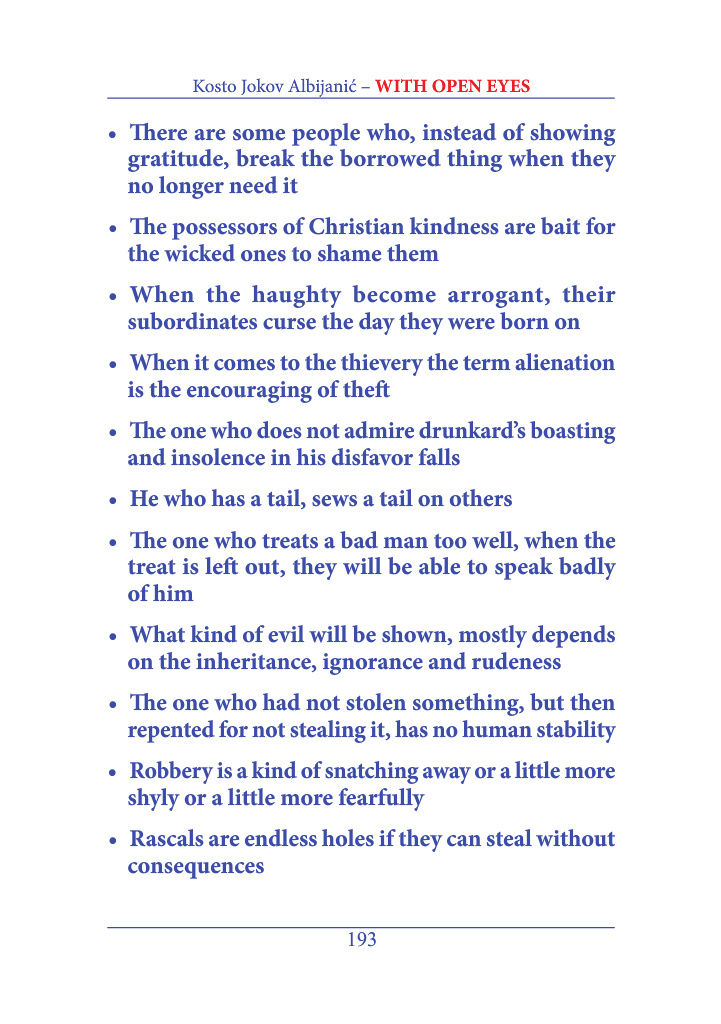 Kosto Jokov Albijanić – WITH OPEN EYES
• There are some people who, instead of showing
gratitude, break the borrowed thing when they
no longer need it
• The possessors of Christian kindness are bait for
the wicked ones to shame them
• When the haughty become arrogant, their
subordinates curse the day they were born on
• When it comes to the thievery the term alienation
is the encouraging of theft
• The one who does not admire drunkard’s boasting
and insolence in his disfavor falls
• He who has a tail, sews a tail on others
• The one who treats a bad man too well, when the
treat is left out, they will be able to speak badly
of him
• What kind of evil will be shown, mostly depends
on the inheritance, ignorance and rudeness
• The one who had not stolen something, but then
repented for not stealing it, has no human stability
• Robbery is a kind of snatching away or a little more
shyly or a little more fearfully
• Rascals are endless holes if they can steal without
consequences
193